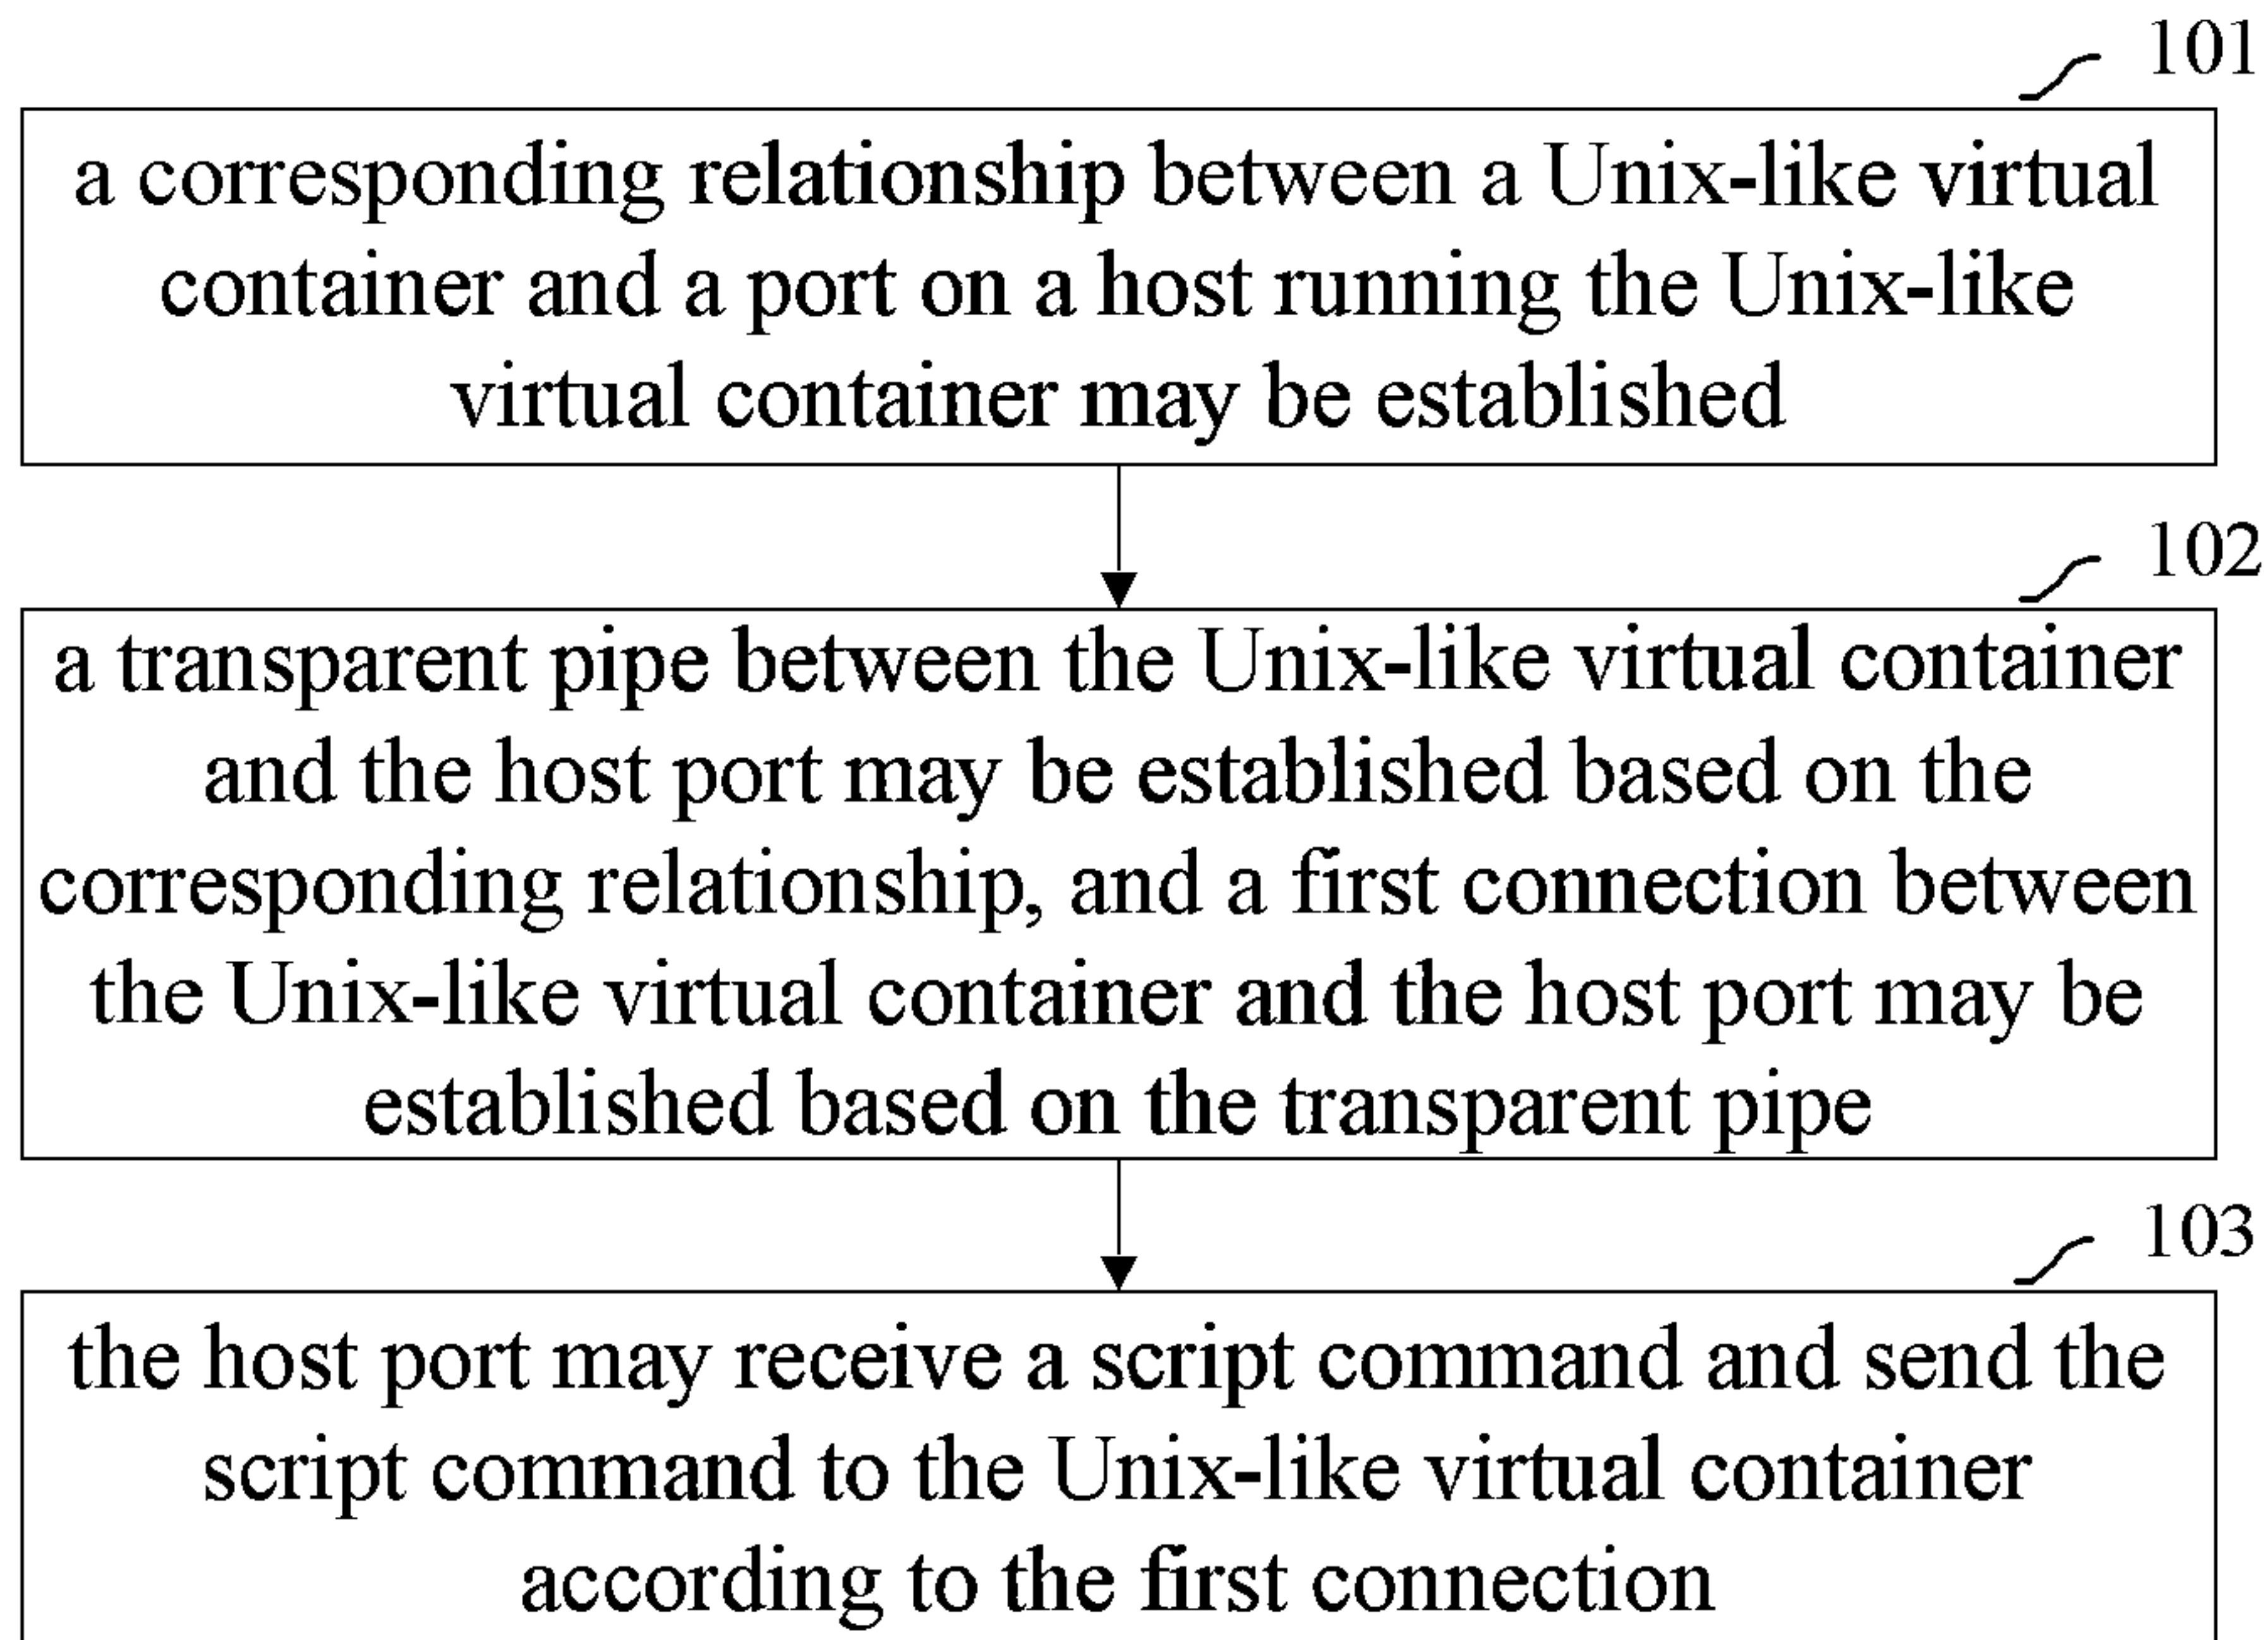 101
a corresponding relationship between a Unix-like virtual
container and a port on a host running the Unix-like
virtual container may be established
102
a transparent pipe between the Unix-like virtual container
and the host port may be established based on the
corresponding relationship, and a first connection between
the Unix-like virtual container and the host port may be
established based on the transparent pipe
103
the host port may receive a script command and send the
script command to the Unix-like virtual container
according to the first connection